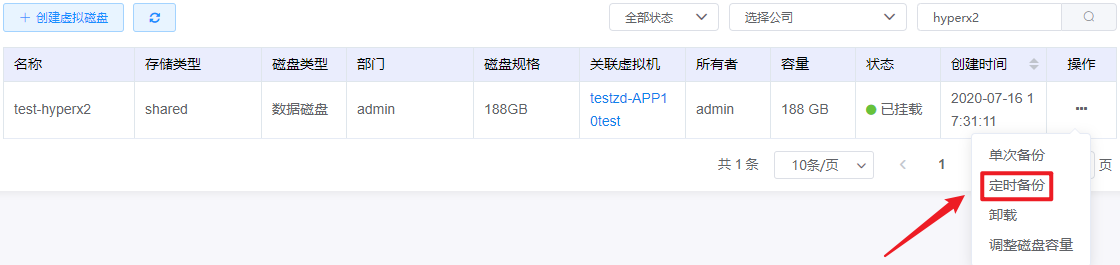 + 创建虚拟磁盘
全部状态
选择公司
hyperx2
名称 存储类型 磁盘类型 部门 磁盘规格 关联虚拟机 所有者 容量 状态 创建时间 操作
test-hyperx2 shared 数据磁盘 admin 188GB testzd-APP1 admin 188 GB 已挂载 2020-07-16 1 ···
0test 7:31:11
共 1 条 10条/页 < 1 页
单次备份
定时备份
卸载
调整磁盘容量